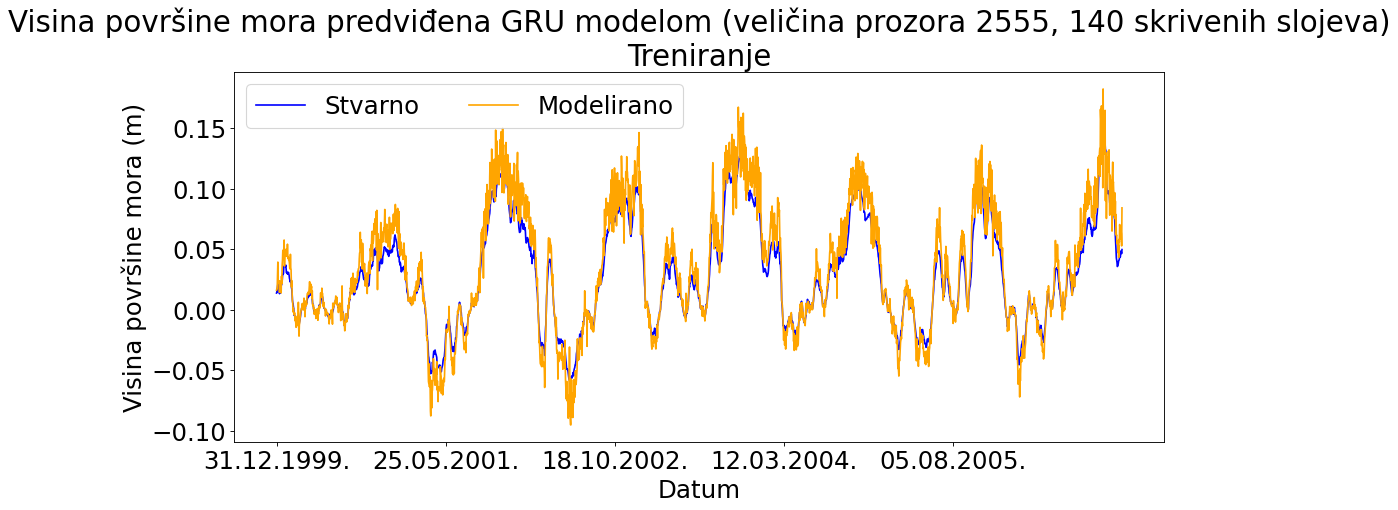 Visina površine mora predviđena GRU modelom (veličina prozora 2555, 140 skrivenih slojeva)
Treniranje
Stvarno Modelirano
Visina površine mora (m)
0.15
0.10
0.05
0.00
−0.05
−0.10
31.12.1999. 25.05.2001. 18.10.2002. 12.03.2004. 05.08.2005.
Datum